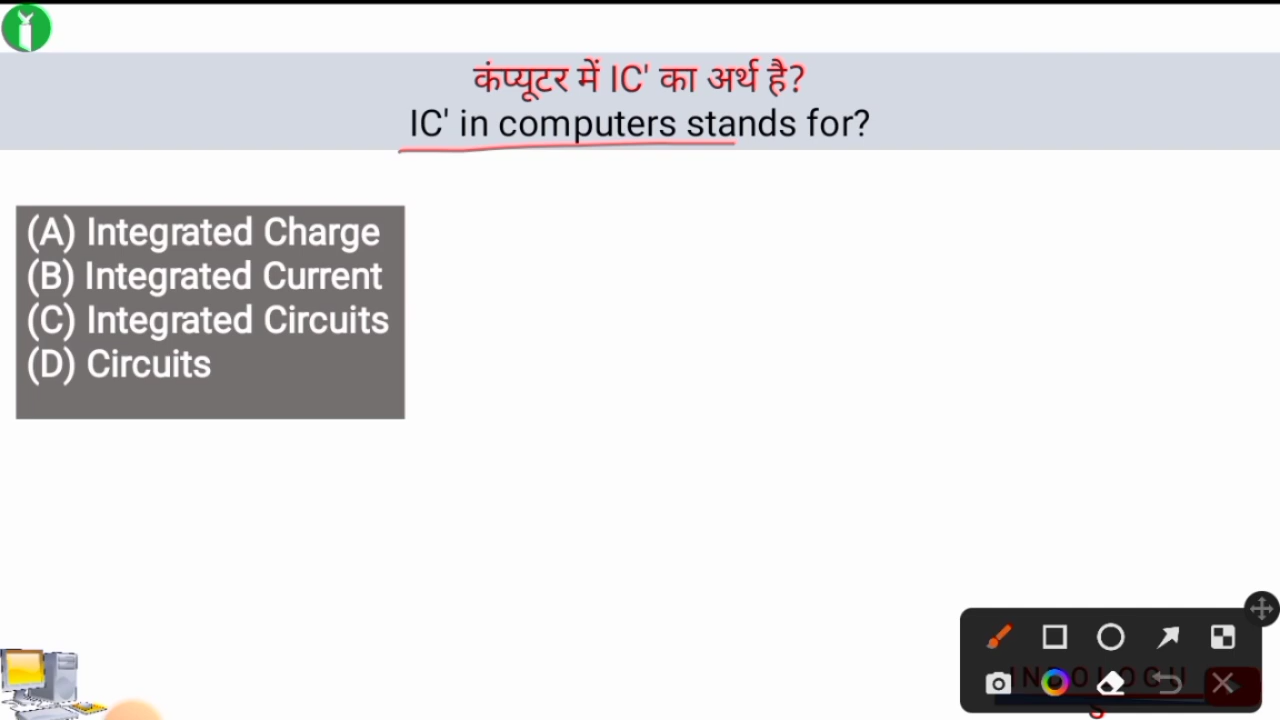 कंप्यूटर में IC' का अर्थ है?
IC' in computers stands for?
(A) Integrated Charge
(B) Integrated Current
(C) Integrated Circuits
(D) Circuits